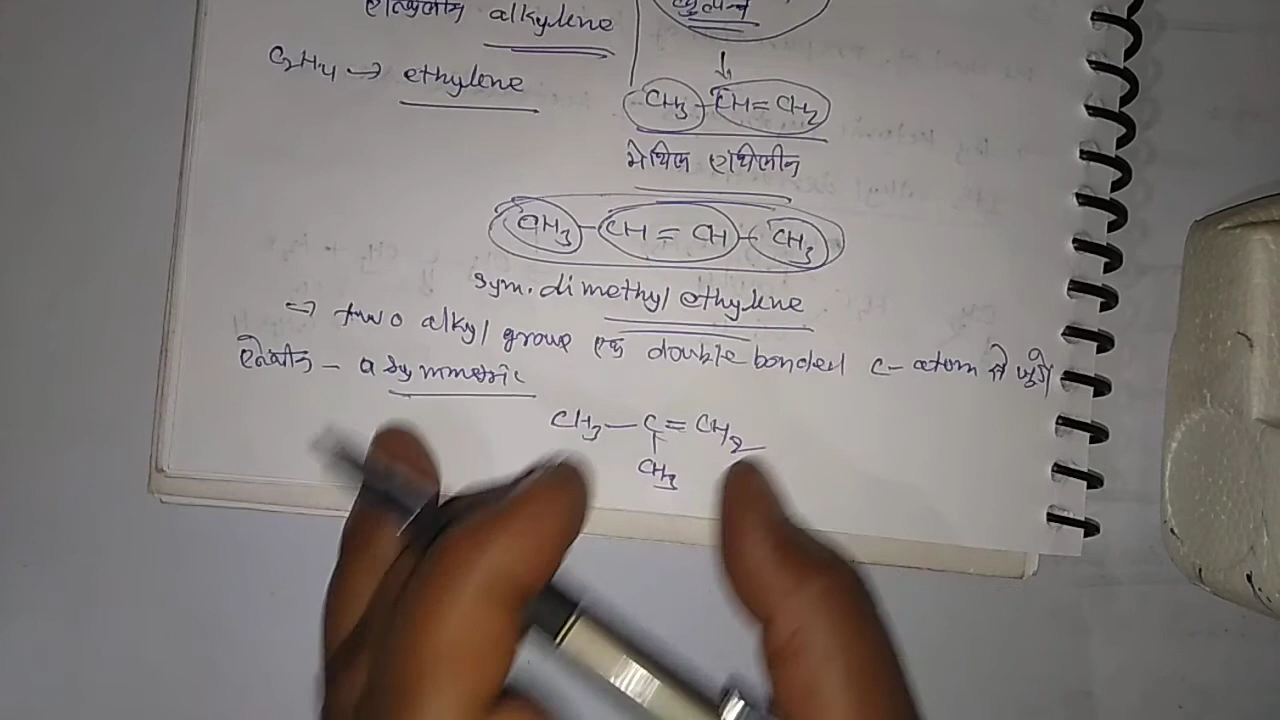 alkylene
C2H4 → ethylene
CH3-CH=CH2
मेथिल एथिलीन
CH3-CH=CH-CH3
sym. dimethyl ethylene
→ two alkyl group एक double bonded C-atom से जुड़े
asymmetric
CH3-C=CH2
CH3